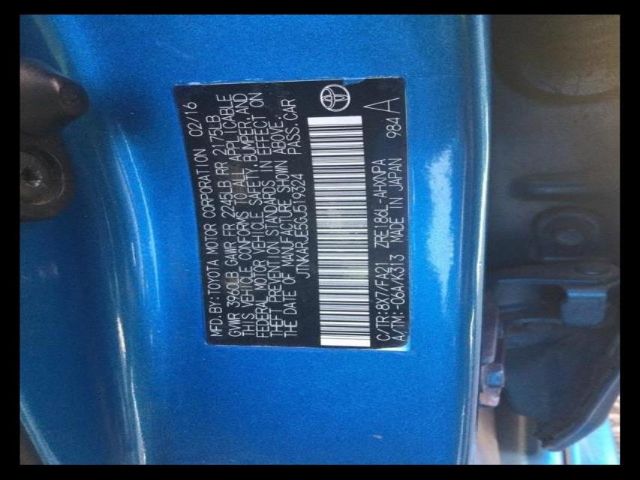 MFD. BY: TOYOTA MOTOR CORPORATION 02/16
GVWR 3960LB GAWR FR 2245LB RR 2175LB
THIS VEHICLE CONFORMS TO ALL APPLICABLE
FEDERAL MOTOR VEHICLE SAFETY, BUMPER, AND
THEFT PREVENTION STANDARDS IN EFFECT ON
THE DATE OF MANUFACTURE SHOWN ABOVE.
JTNKARJE5GJ519324 PASS. CAR
C/TR:8X7/FA21 ZRE186L-AHXNPA 984A
A/TM:-06A/K313 MADE IN JAPAN